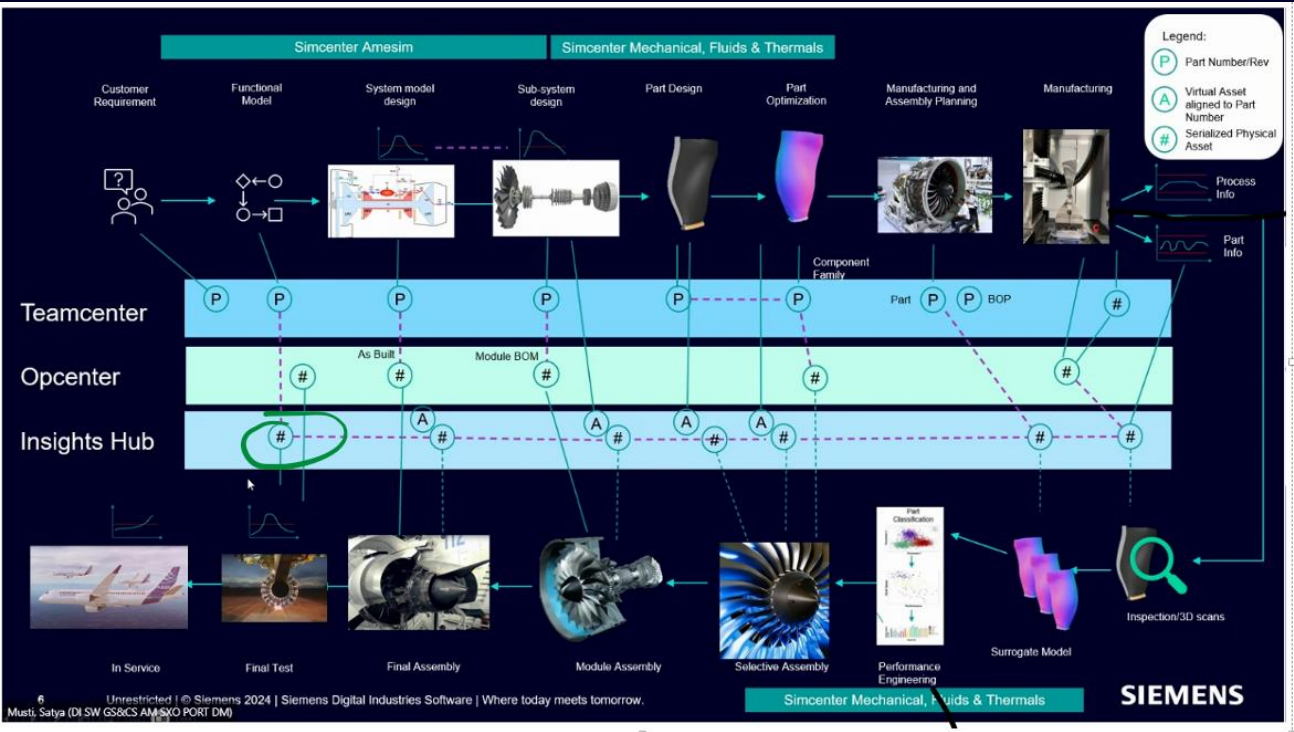 Simcenter Amesim
Simcenter Mechanical, Fluids & Thermals
Legend:
P Part Number/Rev
A Virtual Asset
aligned to Part
Number
# Serialized Physical
Asset
Customer
Requirement
Functional
Model
System model
design
Sub-system
design
Part Design
Part
Optimization
Manufacturing and
Assembly Planning
Manufacturing
Process
Info
Part
Info
Component
Family
Teamcenter
P P P P P P Part P P BOP #
Opcenter
# As Built # Module BOM # # #
Insights Hub
# A # A # A # A # # #
112
Part
Classification
In Service
Final Test
Final Assembly
Module Assembly
Selective Assembly
Performance
Engineering
Surrogate Model
Inspection/3D scans
Simcenter Mechanical, Fluids & Thermals
SIEMENS
6 Unrestricted | © Siemens 2024 | Siemens Digital Industries Software | Where today meets tomorrow.
Musti, Satya (DI SW GS&CS AM SXO PORT DM)